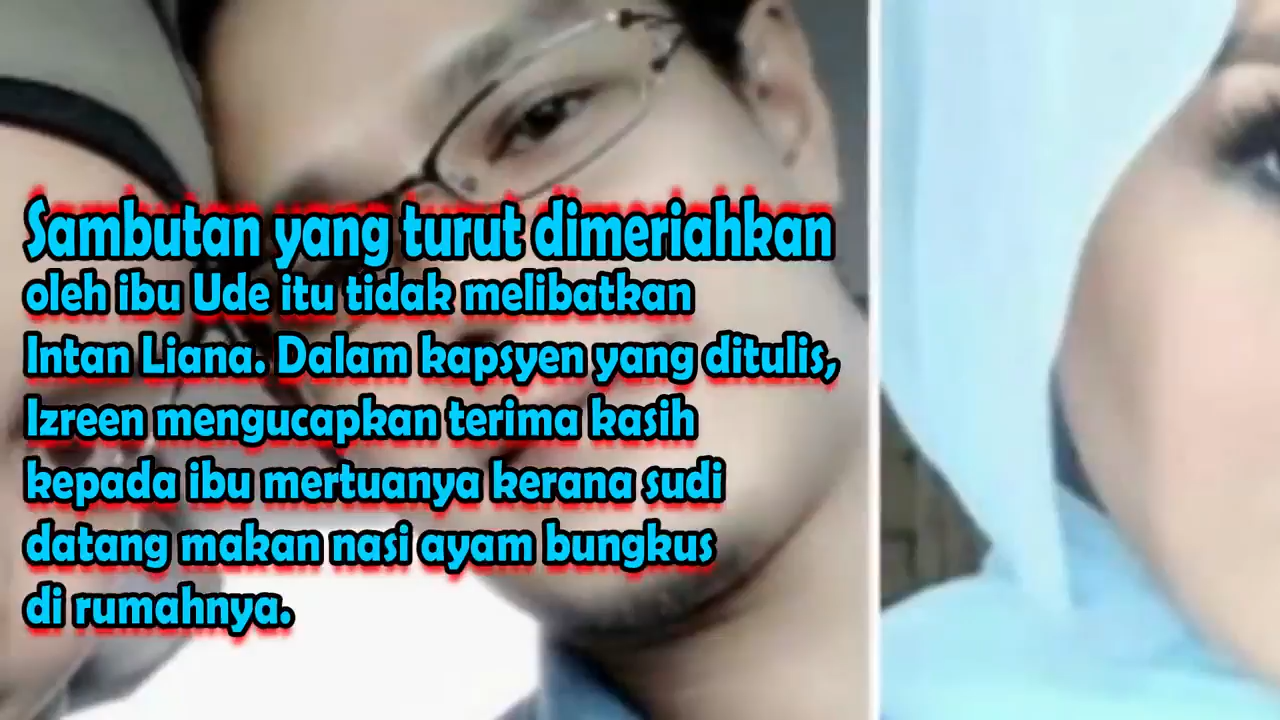 Sambutan yang turut dimeriahkan
oleh ibu Ude itu tidak melibatkan
Intan Liana. Dalam kapsyen yang ditulis,
Izreen mengucapkan terima kasih
kepada ibu mertuanya kerana sudi
datang makan nasi ayam bungkus
di rumahnya.